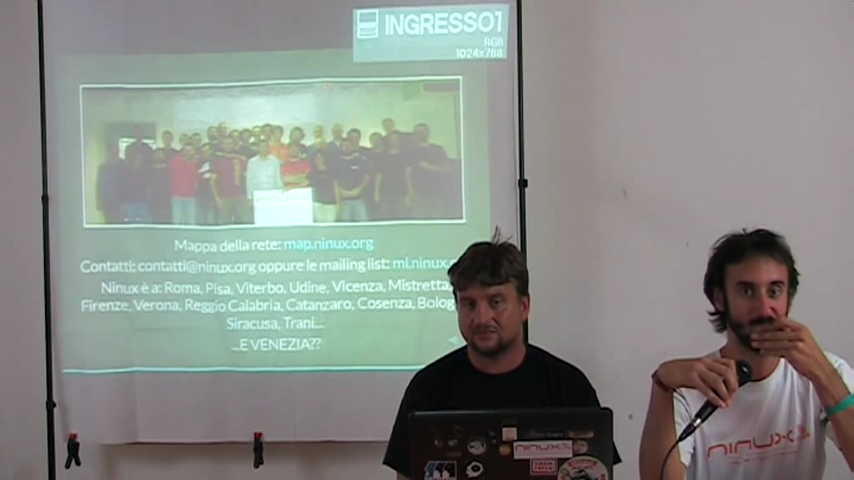 INGRESSO1
RGB
1024x768
Mappa della rete: map.ninux.org
Contatti: contatti@ninux.org oppure le mailing list: ml.ninux.
Ninux è a: Roma, Pisa, Viterbo, Udine, Vicenza, Mistretta,
Firenze, Verona, Reggio Calabria, Catanzaro, Cosenza, Bolog
Siracusa, Trani...
...E VENEZIA??
ninux